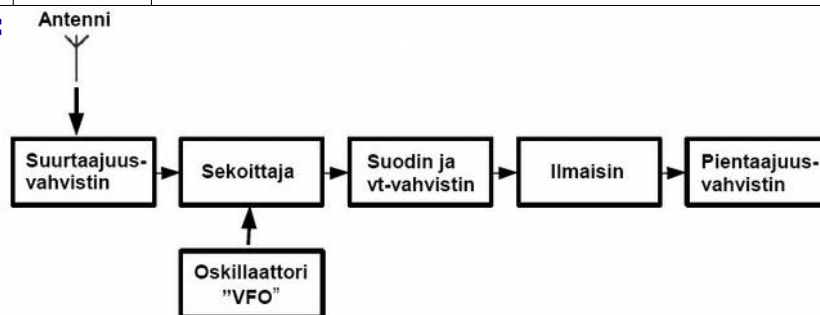 Antenni
Suurtaajuus-
vahvistin
Sekoittaja
Suodin ja
vt-vahvistin
Ilmaisin
Pientaajuus-
vahvistin
Oskillaattori
”VFO”